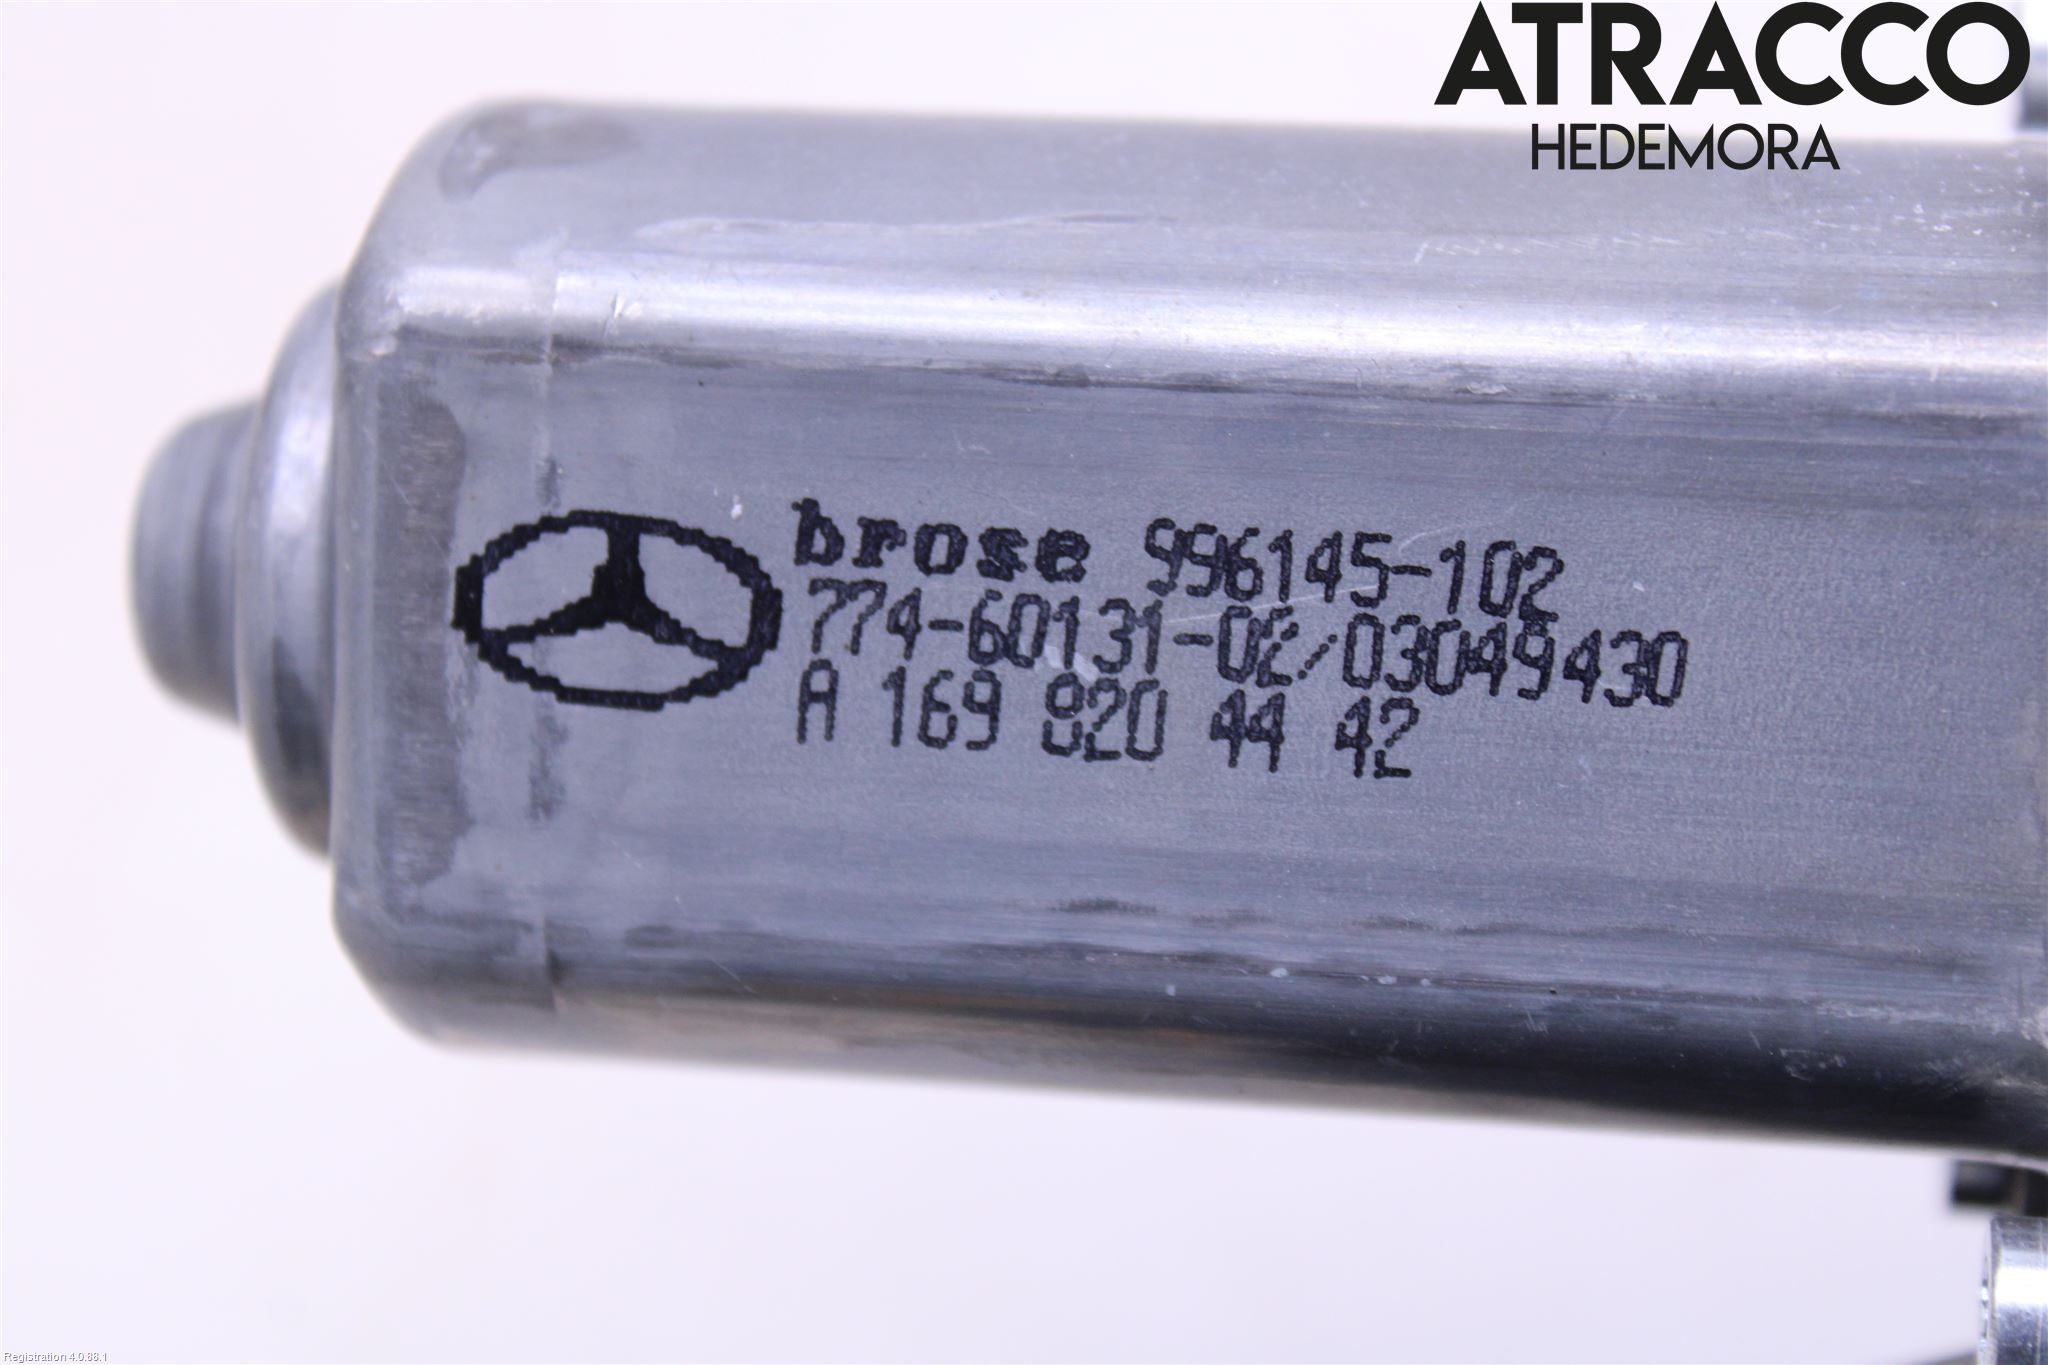 ATRACCO
HEDEMORA
brose 996145-102
774-60131-02/03049430
A 169 820 44 42
Registration 4.0.88.1